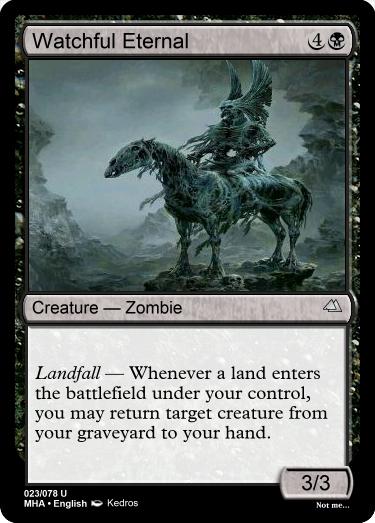 Watchful Eternal 4
Creature — Zombie
Landfall — Whenever a land enters
the battlefield under your control,
you may return target creature from
your graveyard to your hand.
3/3
023/078 U
MHA • English Kedros
Not me...